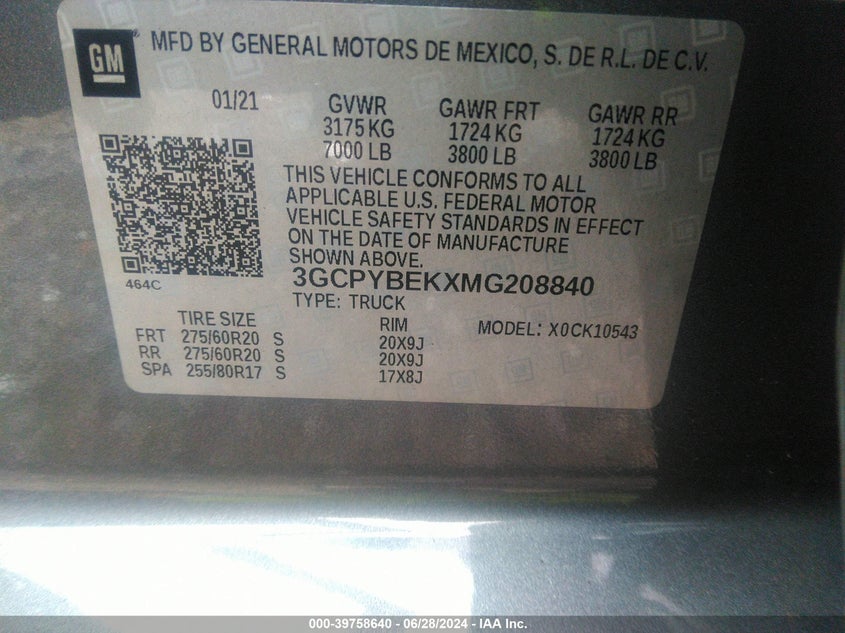 GM
MFD BY GENERAL MOTORS DE MEXICO, S. DE R.L. DE C.V.
01/21 GVWR GAWR FRT GAWR RR
3175 KG 1724 KG 1724 KG
7000 LB 3800 LB 3800 LB
THIS VEHICLE CONFORMS TO ALL
APPLICABLE U.S. FEDERAL MOTOR
VEHICLE SAFETY STANDARDS IN EFFECT
ON THE DATE OF MANUFACTURE
SHOWN ABOVE.
464C
3GCPYBEKXMG208840
TYPE: TRUCK
TIRE SIZE RIM MODEL: X0CK10543
FRT 275/60R20 S 20X9J
RR 275/60R20 S 20X9J
SPA 255/80R17 S 17X8J
000-39758640 - 06/28/2024 - IAA Inc.